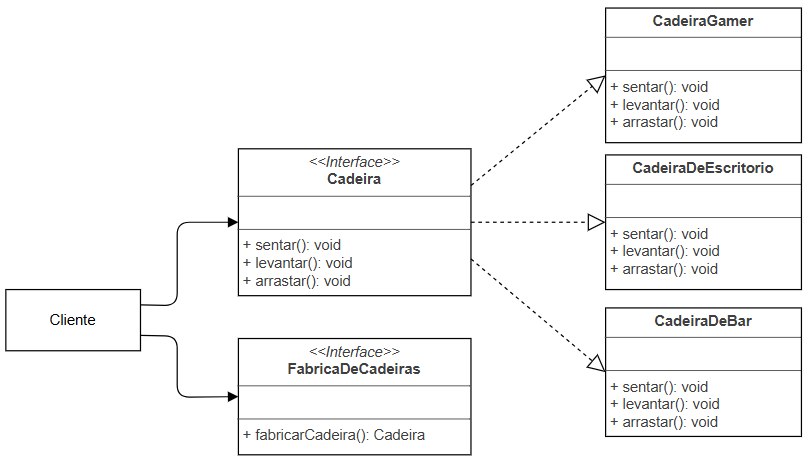 CadeiraGamer
+ sentar(): void
+ levantar(): void
+ arrastar(): void
<<Interface>>
Cadeira
+ sentar(): void
+ levantar(): void
+ arrastar(): void
CadeiraDeEscritorio
+ sentar(): void
+ levantar(): void
+ arrastar(): void
Cliente
<<Interface>>
FabricaDeCadeiras
+ fabricarCadeira(): Cadeira
CadeiraDeBar
+ sentar(): void
+ levantar(): void
+ arrastar(): void